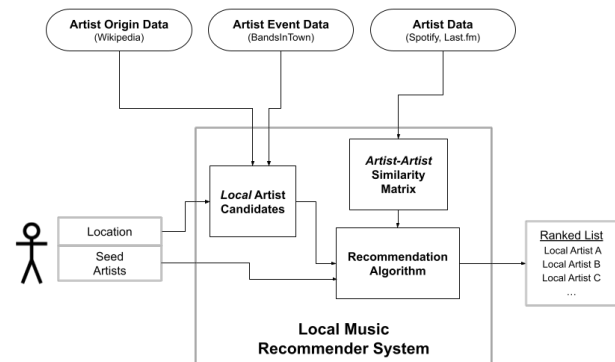 Artist Origin Data
(Wikipedia)
Artist Event Data
(BandsInTown)
Artist Data
(Spotify, Last.fm)
Artist-Artist
Similarity
Matrix
Local Artist
Candidates
Location
Seed
Artists
Recommendation
Algorithm
Ranked List
Local Artist A
Local Artist B
Local Artist C
...
Local Music
Recommender System